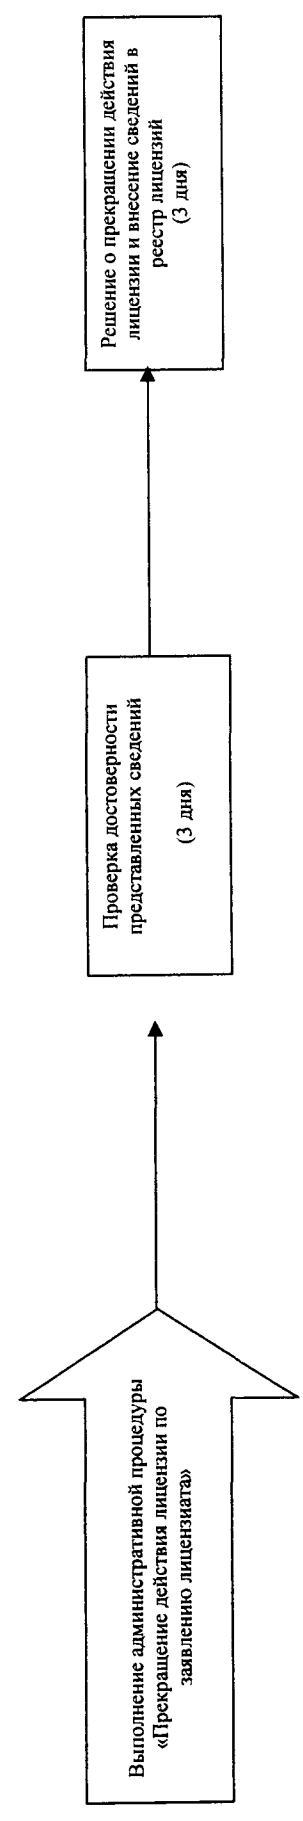 Выполнение административной процедуры
«Прекращение действия лицензии по
заявлению лицензиата»
Проверка достоверности
представленных сведений
(3 дня)
Решение о прекращении действия
лицензии и внесение сведений в
реестр лицензий
(3 дня)